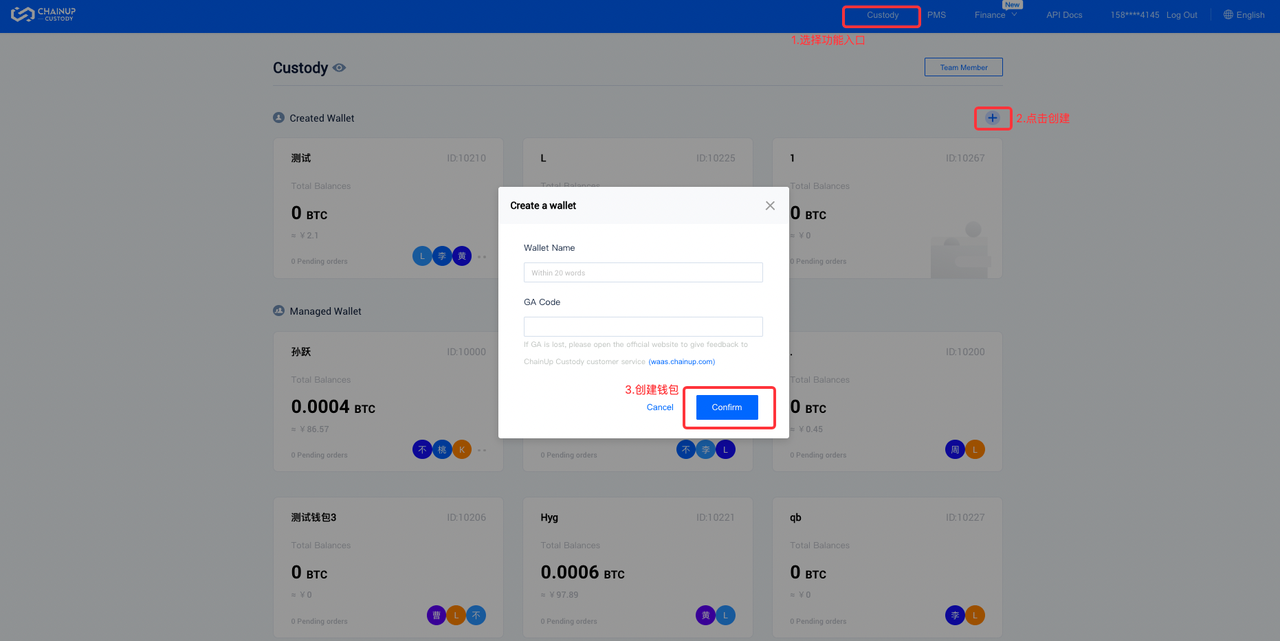 CHAINUP
CUSTODY
Custody
PMS
Finance
New
API Docs
158****4145
Log Out
English
1.选择功能入口
Custody
Team Member
Created Wallet
2.点击创建
测试
ID:10210
Total Balances
0 BTC
≈ ¥2.1
0 Pending orders
L
李
黄
L
ID:10225
Total Balances
1
ID:10267
Total Balances
0 BTC
≈ ¥0
0 Pending orders
Create a wallet
Wallet Name
Within 20 words
GA Code
If GA is lost, please open the official website to give feedback to
ChainUp Custody customer service (waas.chainup.com)
3.创建钱包
Cancel
Confirm
Managed Wallet
孙跃
ID:10000
Total Balances
0.0004 BTC
≈ ¥86.57
0 Pending orders
不
桃
K
0 Pending orders
不
李
L
.
ID:10200
Total Balances
0 BTC
≈ ¥0.45
0 Pending orders
周
L
测试钱包3
ID:10206
Total Balances
0 BTC
≈ ¥0
0 Pending orders
曹
L
不
Hyg
ID:10221
Total Balances
0.0006 BTC
≈ ¥97.89
0 Pending orders
黄
L
qb
ID:10227
Total Balances
0 BTC
≈ ¥0
0 Pending orders
李
L